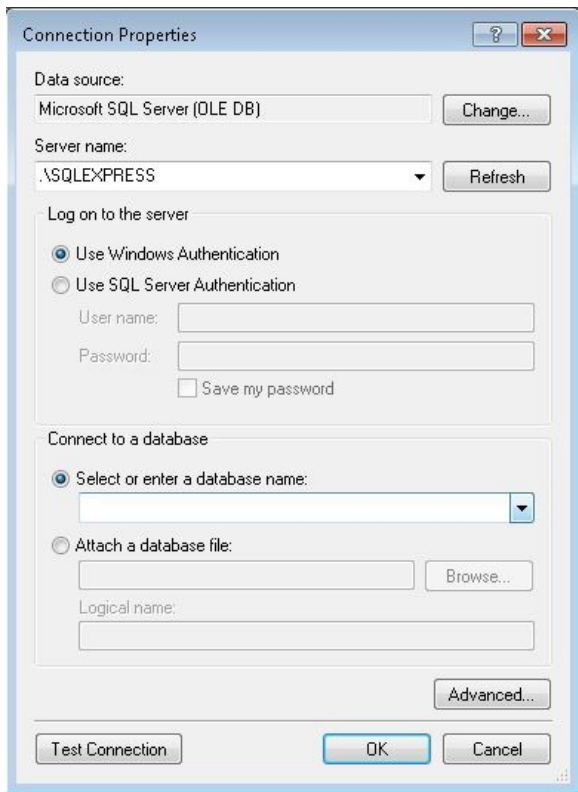 Connection Properties
Data source:
Microsoft SQL Server (OLE DB)
Change...
Server name:
.\SQLEXPRESS
Refresh
Log on to the server
Use Windows Authentication
Use SQL Server Authentication
User name:
Password:
Save my password
Connect to a database
Select or enter a database name:
Attach a database file:
Browse...
Logical name:
Advanced...
Test Connection
OK
Cancel